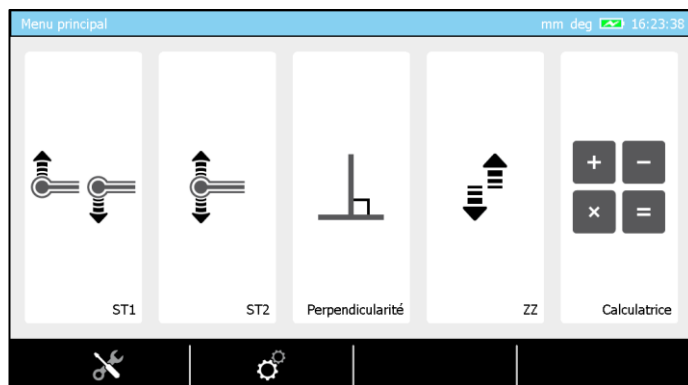 Menu principal
mm deg 16:23:38
ST1
ST2
Perpendicularité
ZZ
+ −
× =
Calculatrice